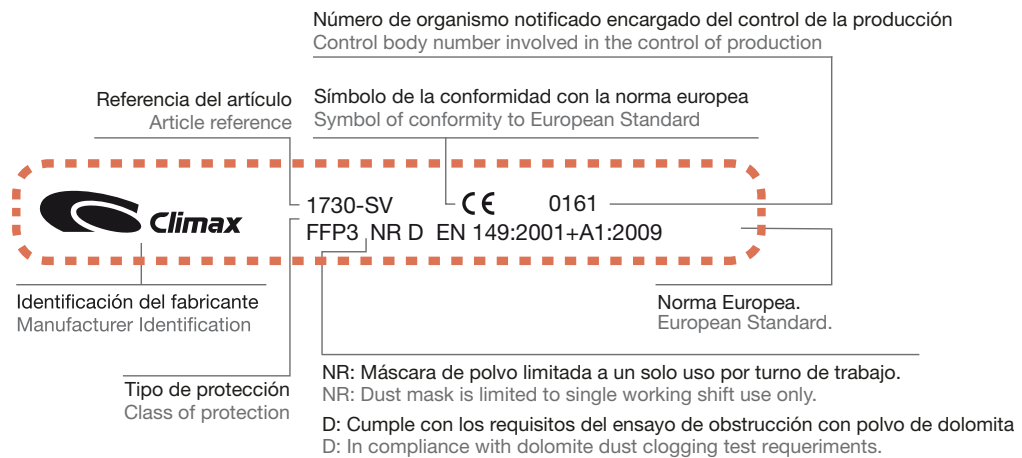 Número de organismo notificado encargado del control de la producción
Control body number involved in the control of production
Referencia del artículo
Article reference
Símbolo de la conformidad con la norma europea
Symbol of conformity to European Standard
Climax
1730-SV CE 0161
FFP3 NR D EN 149:2001+A1:2009
Identificación del fabricante
Manufacturer Identification
Norma Europea.
European Standard.
Tipo de protección
Class of protection
NR: Máscara de polvo limitada a un solo uso por turno de trabajo.
NR: Dust mask is limited to single working shift use only.
D: Cumple con los requisitos del ensayo de obstrucción con polvo de dolomita
D: In compliance with dolomite dust clogging test requeriments.